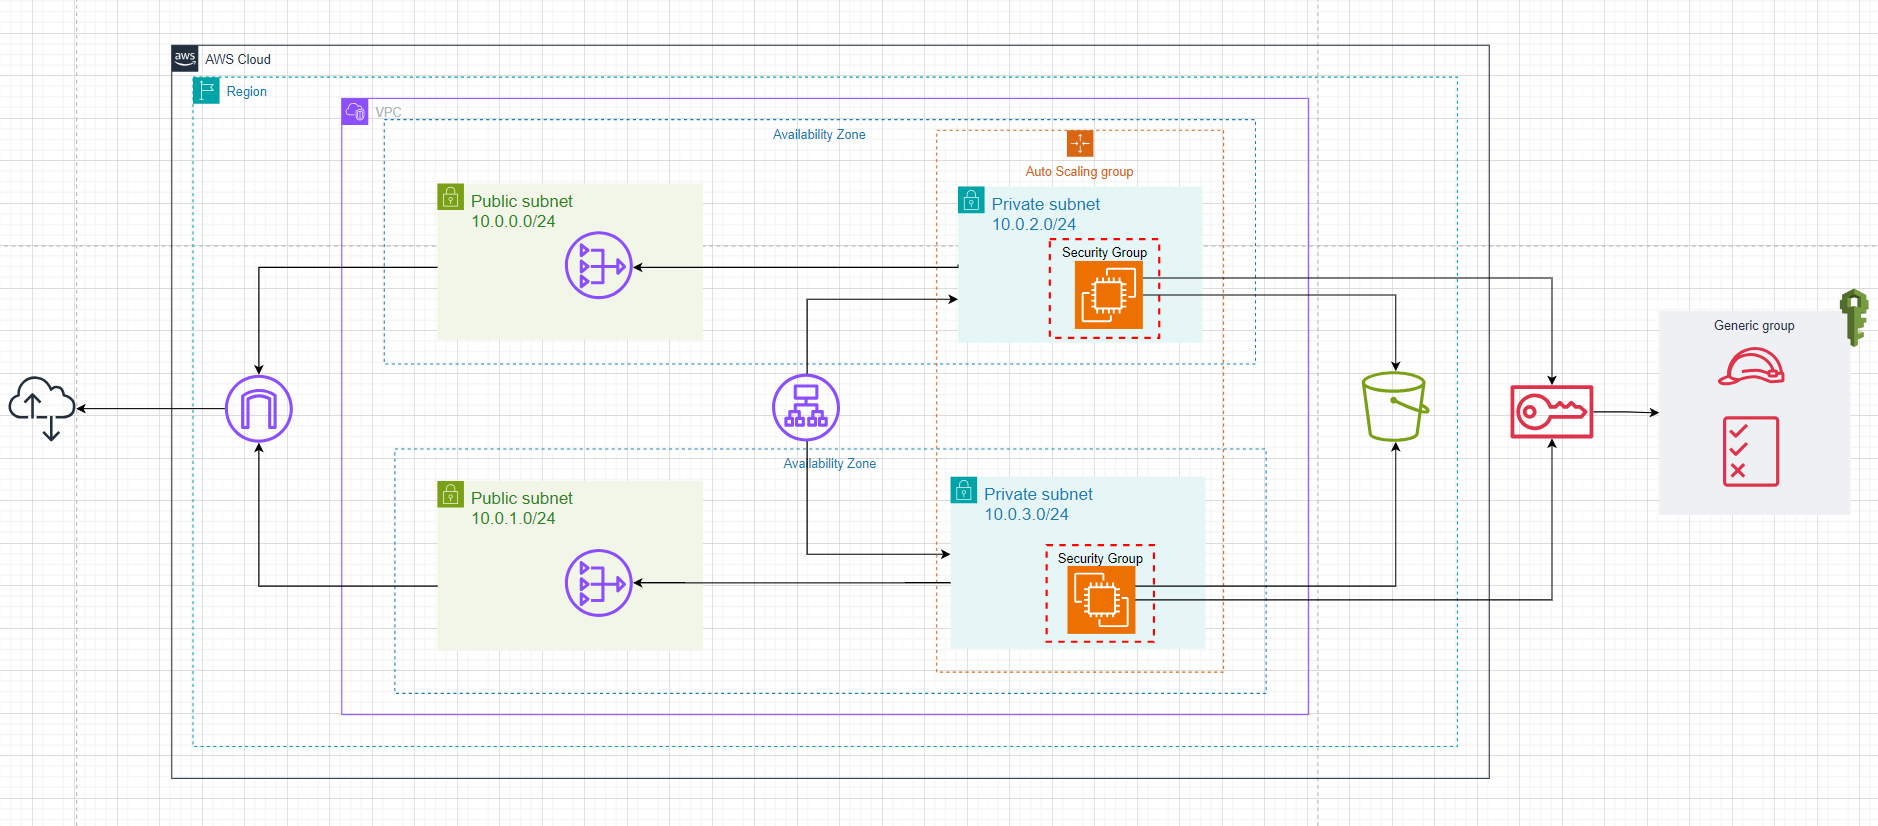 aws
AWS Cloud
Region
VPC
Availability Zone
Auto Scaling group
Public subnet
10.0.0.0/24
Private subnet
10.0.2.0/24
Security Group
Generic group
Availability Zone
Public subnet
10.0.1.0/24
Private subnet
10.0.3.0/24
Security Group